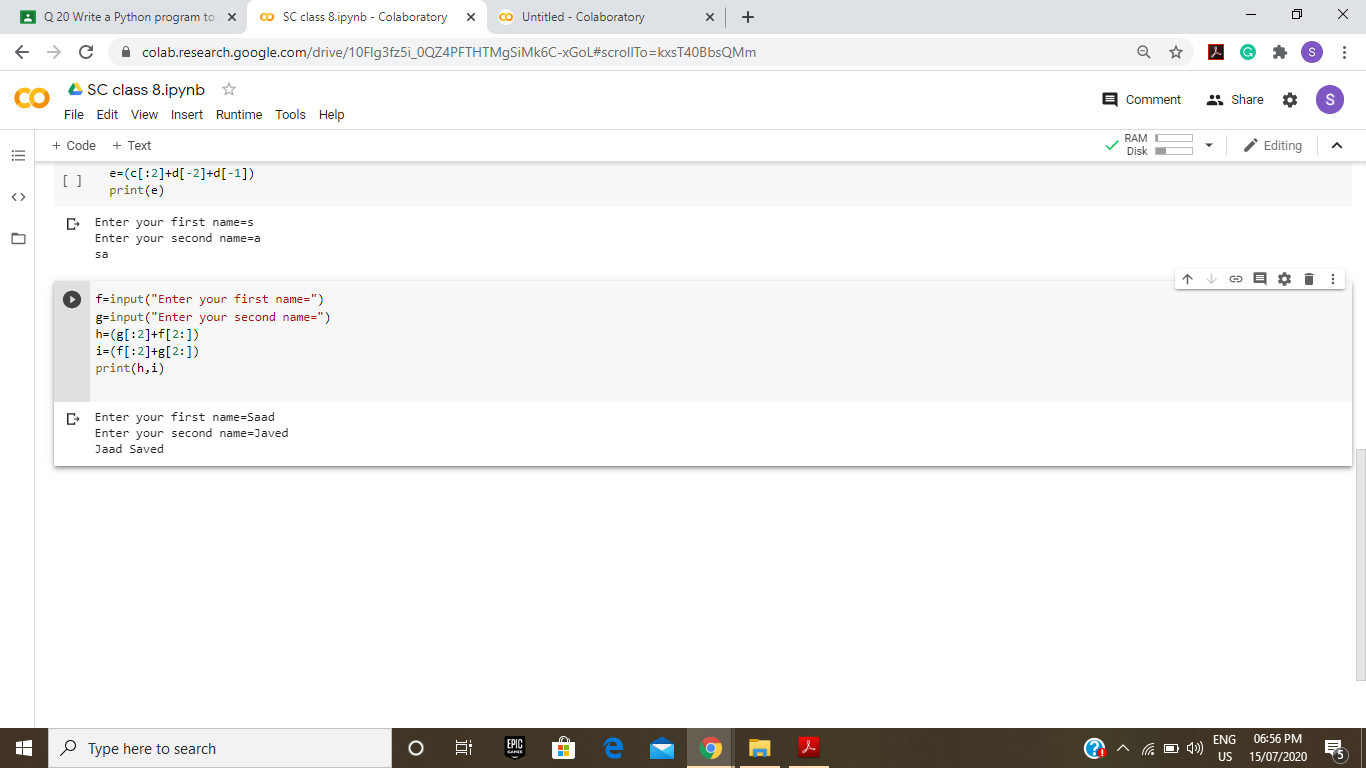 Q 20 Write a Python program to
SC class 8.ipynb - Colaboratory
Untitled - Colaboratory
colab.research.google.com/drive/10Flg3fz5i_0QZ4PFTHTMgSiMk6C-xGoL#scrollTo=kxsT40BbsQMm
S
SC class 8.ipynb
File Edit View Insert Runtime Tools Help
Comment
Share
S
+ Code + Text
RAM
Disk
Editing
e=(c[:2]+d[-2]+d[-1])
[ ]
print(e)
Enter your first name=s
Enter your second name=a
sa
f=input("Enter your first name=")
g=input("Enter your second name=")
h=(g[:2]+f[2:])
i=(f[:2]+g[2:])
print(h,i)
Enter your first name=Saad
Enter your second name=Javed
Jaad Saved
Type here to search
EPIC
GAMES
ENG
US
06:56 PM
15/07/2020
5